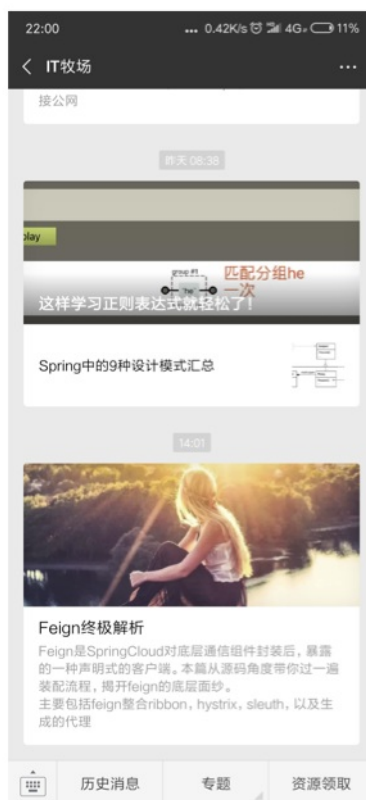 22:00
... 0.42K/s 4G 11%
IT牧场
接公网
昨天 08:38
play
group #1
"he"
匹配分组he
一次
这样学习正则表达式就轻松了!
Spring中的9种设计模式汇总
14:01
Feign终极解析
Feign是SpringCloud对底层通信组件封装后，暴露
的一种声明式的客户端。本篇从源码角度带你过一遍
装配流程，揭开feign的底层面纱。
主要包括feign整合ribbon，hystrix，sleuth，以及生
成的代理
历史消息
专题
资源领取